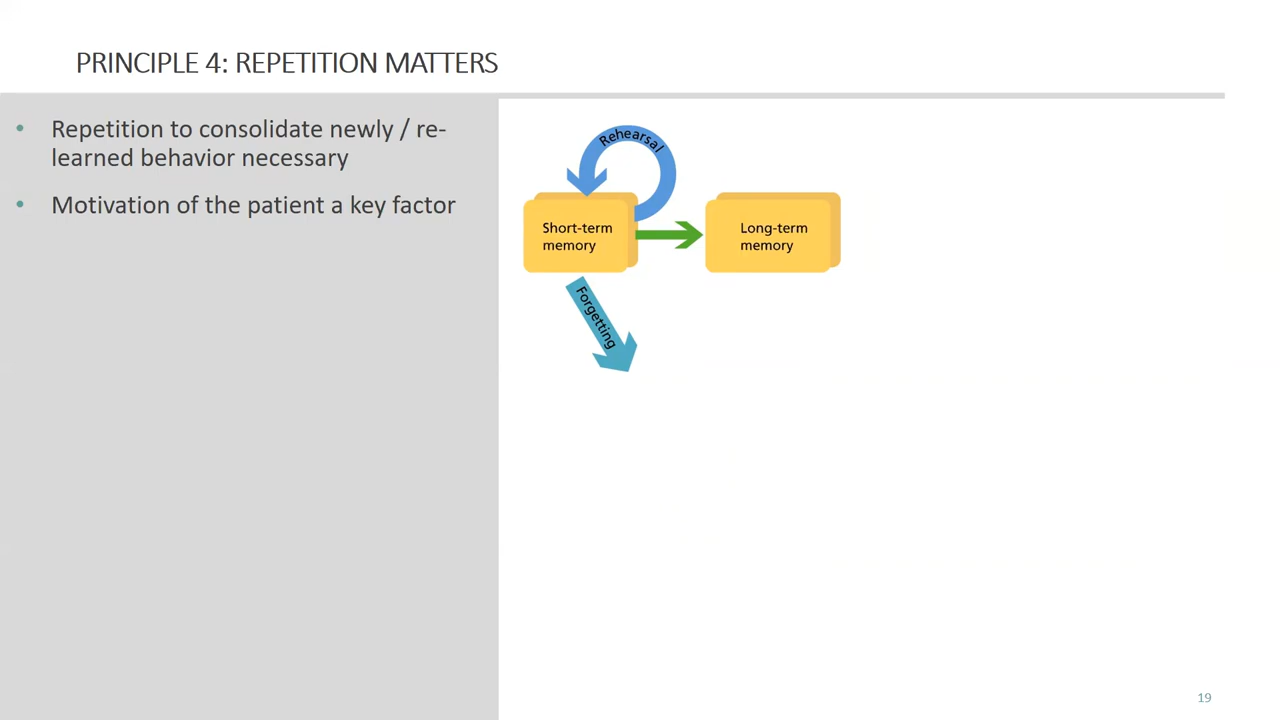 PRINCIPLE 4: REPETITION MATTERS
• Repetition to consolidate newly / re-
learned behavior necessary
• Motivation of the patient a key factor
Rehearsal
Short-term
memory
Long-term
memory
Forgetting
19